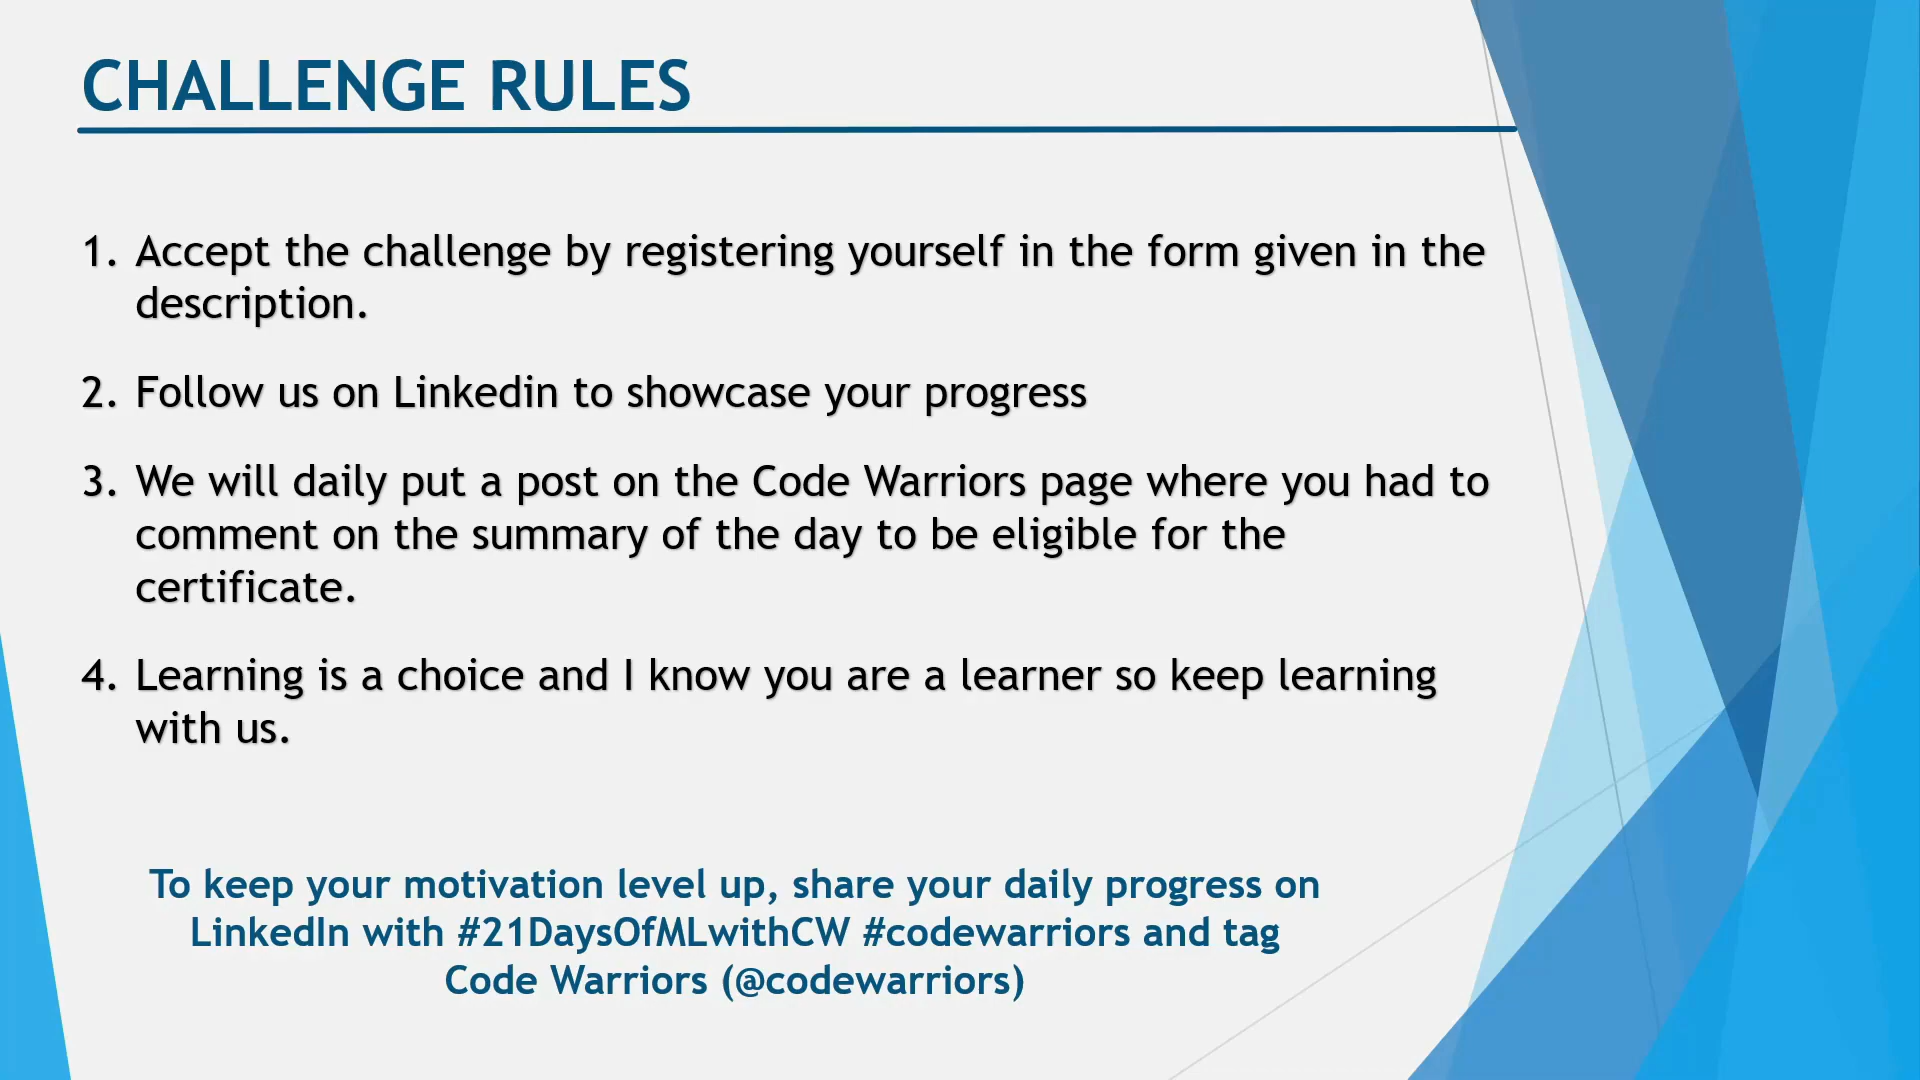 CHALLENGE RULES
1. Accept the challenge by registering yourself in the form given in the
description.
2. Follow us on Linkedin to showcase your progress
3. We will daily put a post on the Code Warriors page where you had to
comment on the summary of the day to be eligible for the
certificate.
4. Learning is a choice and I know you are a learner so keep learning
with us.
To keep your motivation level up, share your daily progress on
LinkedIn with #21DaysOfMLwithCW #codewarriors and tag
Code Warriors (@codewarriors)